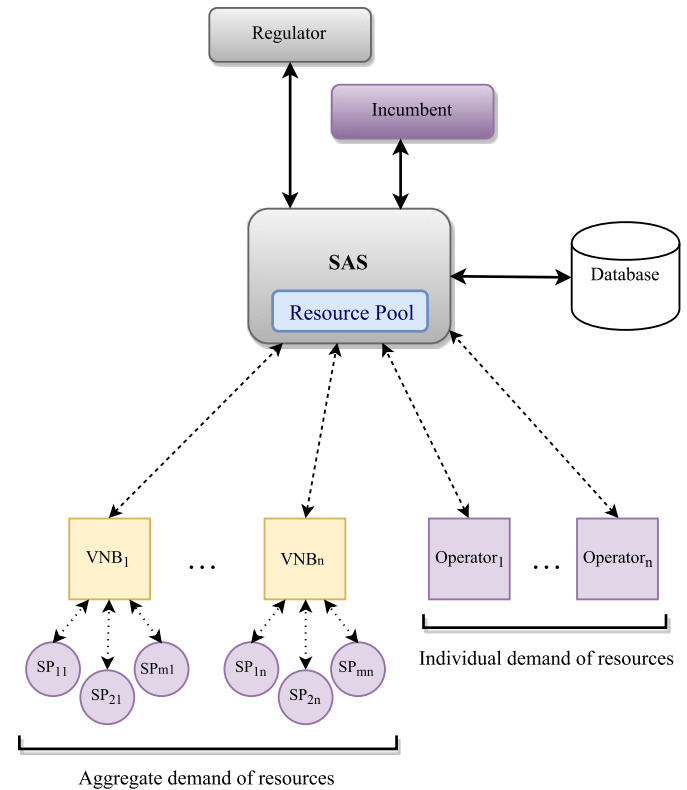 Regulator
Incumbent
SAS
Resource Pool
Database
VNB1
...
VNBn
Operator1
...
Operatorn
SP11
SP21
SPm1
SP1n
SP2n
SPmn
Individual demand of resources
Aggregate demand of resources